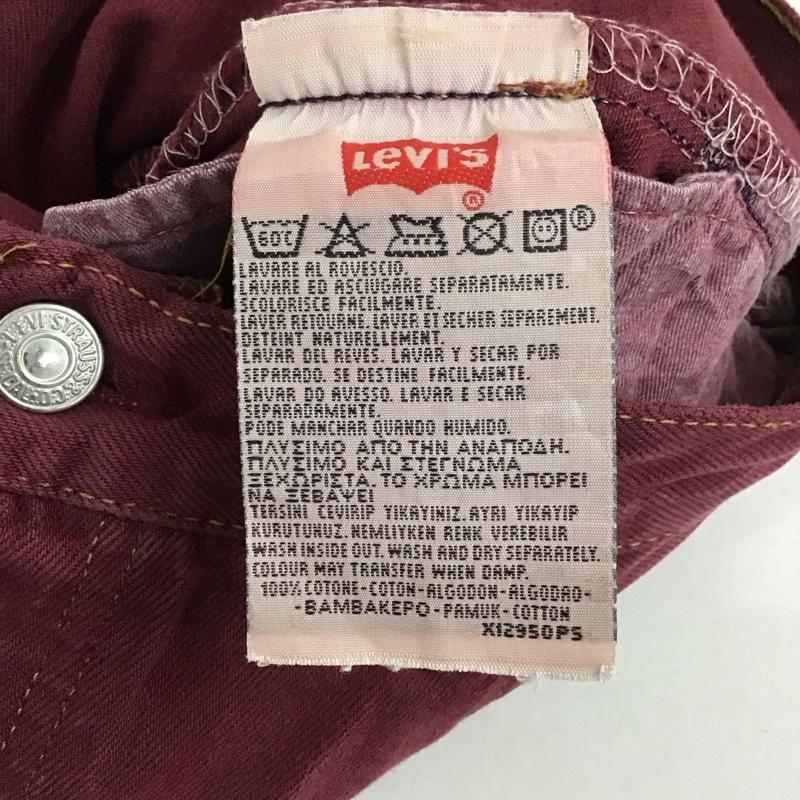 LEVI'S
®
60C
®
LAVARE AL ROVESCIO.
LAVARE ED ASCIUGARE SEPARATAMENTE.
SCOLORISCE FACILMENTE.
LAVER RETOURNE. LAVER ET SECHER SEPAREMENT.
DETEINT NATURELLEMENT.
LAVAR DEL REVES. LAVAR Y SECAR POR
SEPARADO. SE DESTINE FACILMENTE.
LAVAR DO AVESSO. LAVAR E SECAR
SEPARADAMENTE.
PODE MANCHAR QUANDO HUMIDO.
ΠΛΥΣΙΜΟ ΑΠΟ ΤΗΝ ΑΝΑΠΟΔΗ.
ΠΛΥΣΙΜΟ ΚΑΙ ΣΤΕΓΝΩΜΑ
ΞΕΧΩΡΙΣΤΑ. ΤΟ ΧΡΩΜΑ ΜΠΟΡΕΙ
ΝΑ ΞΕΒΑΨΕΙ
TERSINI CEVIRIP YIKAYINIZ. AYRI YIKAYIP
KURUTUNUZ. NEMLIYKEN RENK VEREBILIR
WASH INSIDE OUT. WASH AND DRY SEPARATELY.
COLOUR MAY TRANSFER WHEN DAMP.
100% COTONE-COTON-ALGODON-ALGODAO-
-ΒΑΜΒΑΚΕΡΟ-PAMUK-COTTON
X12950PS
LEVI STRAUSS &